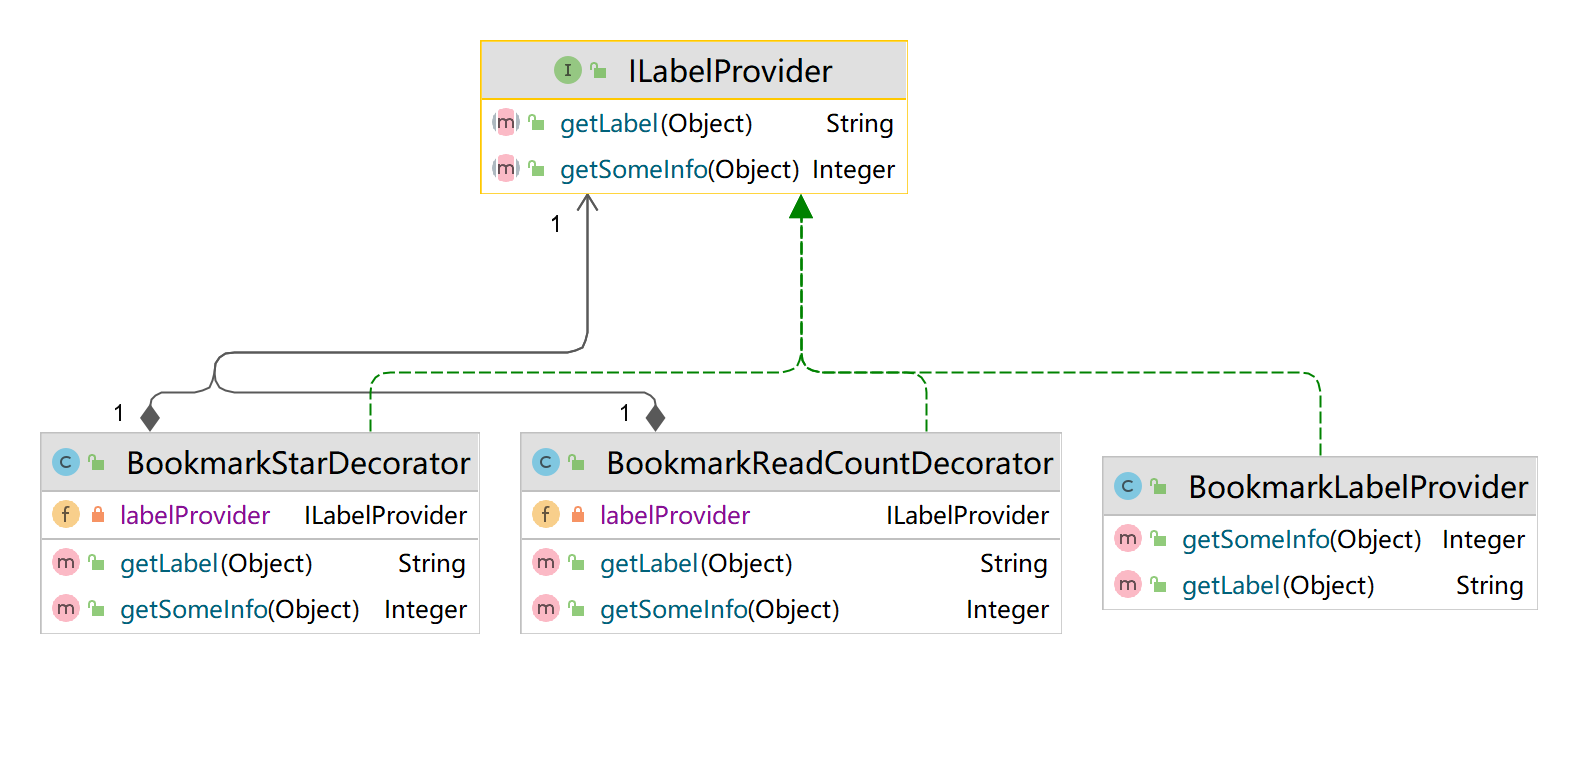 I ILabelProvider
m getLabel(Object) String
m getSomeInfo(Object) Integer
1
1
1
C BookmarkStarDecorator
f labelProvider ILabelProvider
m getLabel(Object) String
m getSomeInfo(Object) Integer
C BookmarkReadCountDecorator
f labelProvider ILabelProvider
m getLabel(Object) String
m getSomeInfo(Object) Integer
C BookmarkLabelProvider
m getSomeInfo(Object) Integer
m getLabel(Object) String